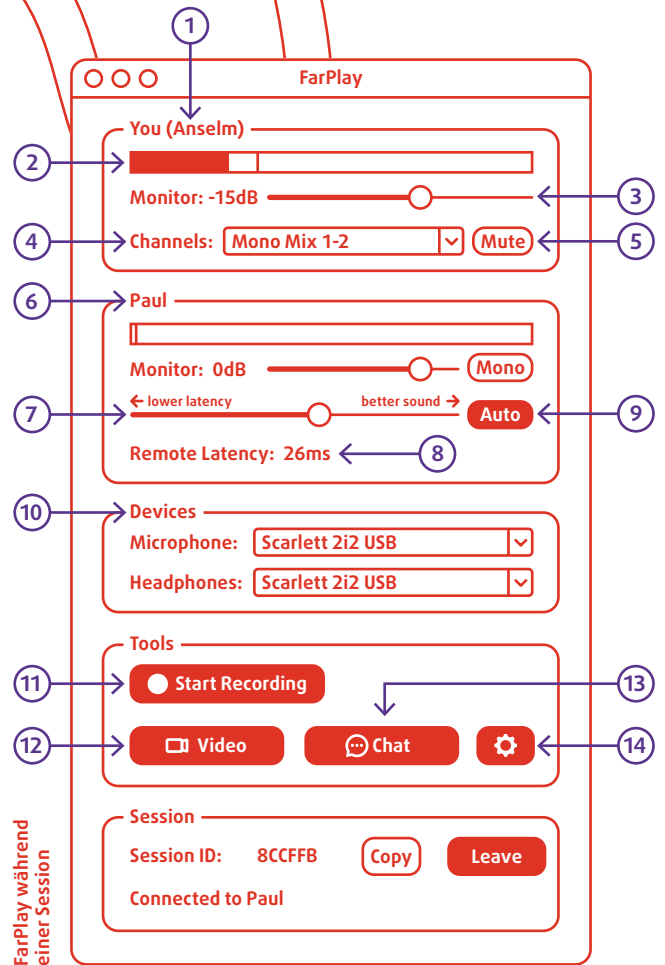 1
FarPlay
You (Anselm)
2
Monitor: -15dB
3
4
Channels: Mono Mix 1-2 Mute
5
6
Paul
Monitor: 0dB Mono
← lower latency better sound →
7
Auto
9
Remote Latency: 26ms
8
10
Devices
Microphone: Scarlett 2i2 USB
Headphones: Scarlett 2i2 USB
Tools
11
Start Recording
13
12
Video Chat
14
Session
Session ID: 8CCFFB Copy Leave
Connected to Paul
FarPlay während
einer Session